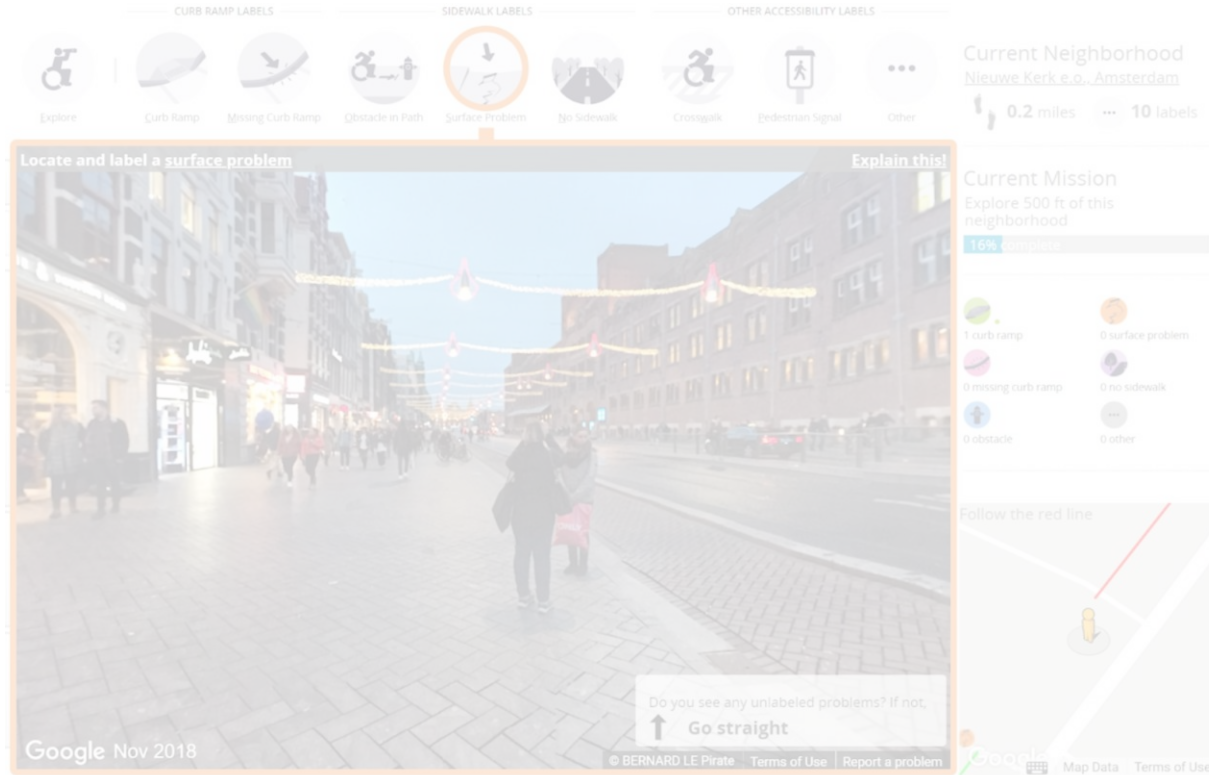 CURB RAMP LABELS
SIDEWALK LABELS
OTHER ACCESSIBILITY LABELS
Explore
Curb Ramp
Missing Curb Ramp
Obstacle in Path
Surface Problem
No Sidewalk
Crosswalk
Pedestrian Signal
Other
Current Neighborhood
Nieuwe Kerk e.o., Amsterdam
0.2 miles
10 labels
Locate and label a surface problem
Explain this!
Current Mission
Explore 500 ft of this
neighborhood
16% complete
1 curb ramp
0 surface problem
0 missing curb ramp
0 no sidewalk
0 obstacle
0 other
Follow the red line
Do you see any unlabeled problems? If not,
Go straight
Google Nov 2018
© BERNARD LE Pirate
Terms of Use
Report a problem
Google
Map Data
Terms of Use